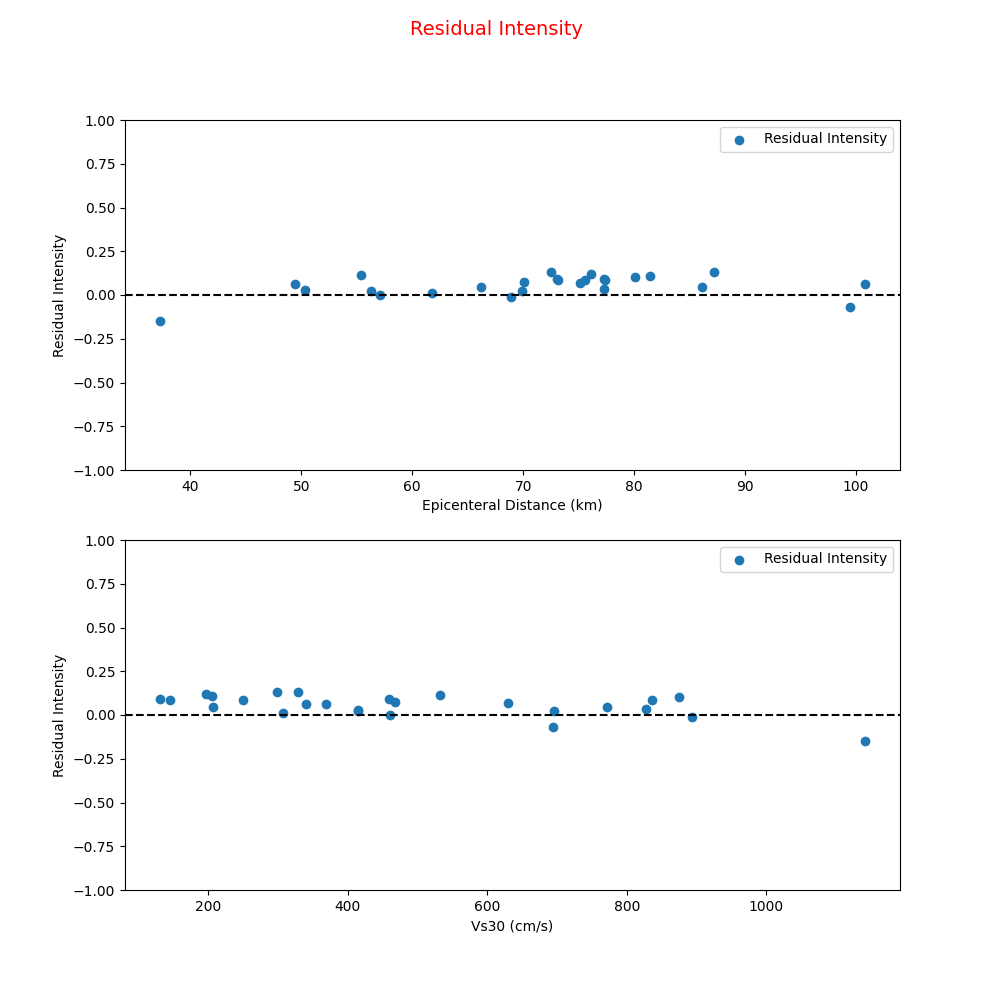 Residual Intensity
1.00
0.75
0.50
0.25
0.00
−0.25
−0.50
−0.75
−1.00
Residual Intensity
Residual Intensity
40 50 60 70 80 90 100
Epicenteral Distance (km)
1.00
0.75
0.50
0.25
0.00
−0.25
−0.50
−0.75
−1.00
Residual Intensity
Residual Intensity
200 400 600 800 1000
Vs30 (cm/s)